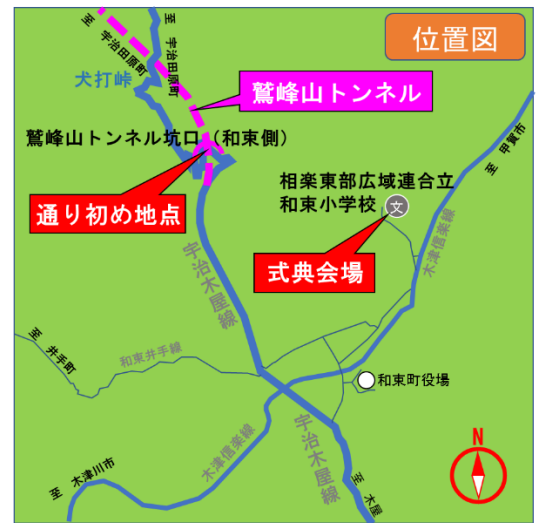 位置図
至 宇治田原町
至 宇治田原町
犬打峠
鷲峰山トンネル
鷲峰山トンネル坑口（和束側）
通り初め地点
相楽東部広域連合立
和束小学校
文
式典会場
至 甲賀市
木津信楽線
宇治木屋線
和束井手線
至 井手町
和束町役場
木津信楽線
宇治木屋線
至 木津川市
至 木屋
N